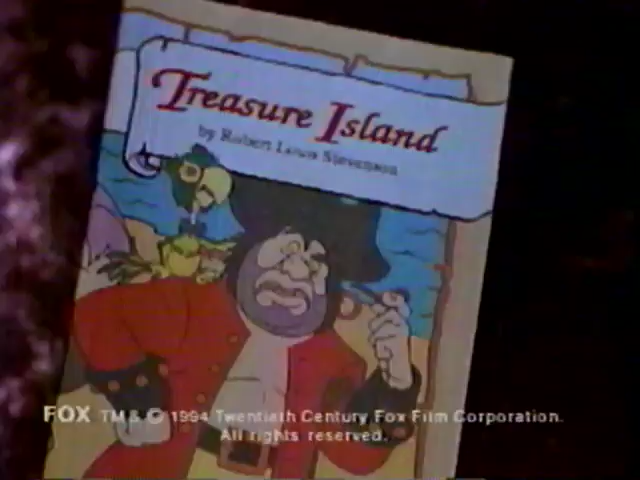 Treasure Island
by Robert Louis Stevenson
FOX TM & © 1994 Twentieth Century Fox Film Corporation.
All rights reserved.